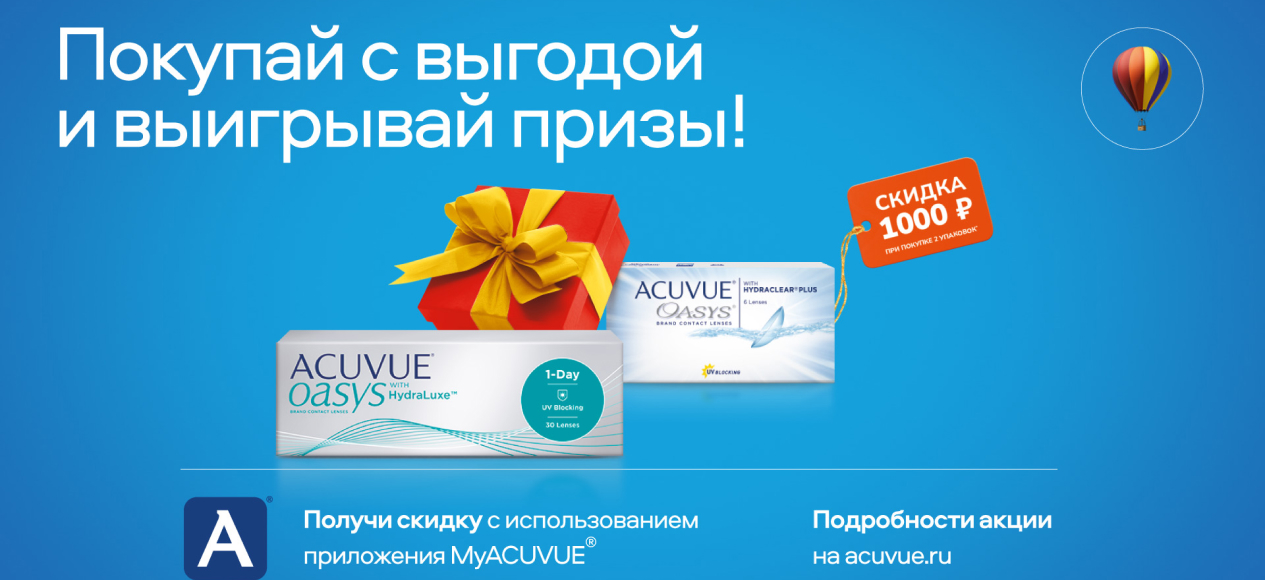 Покупай с выгодой
и выигрывай призы!
СКИДКА
1000 ₽
ПРИ ПОКУПКЕ 2 УПАКОВОК*
ACUVUE®
OASYS®
BRAND CONTACT LENSES
WITH
HYDRACLEAR® PLUS
6 Lenses
UV BLOCKING
ACUVUE®
oasys WITH
HydraLuxe™
BRAND CONTACT LENSES
1-Day
UV Blocking
30 Lenses
A®
Получи скидку с использованием
приложения MyACUVUE®
Подробности акции
на acuvue.ru